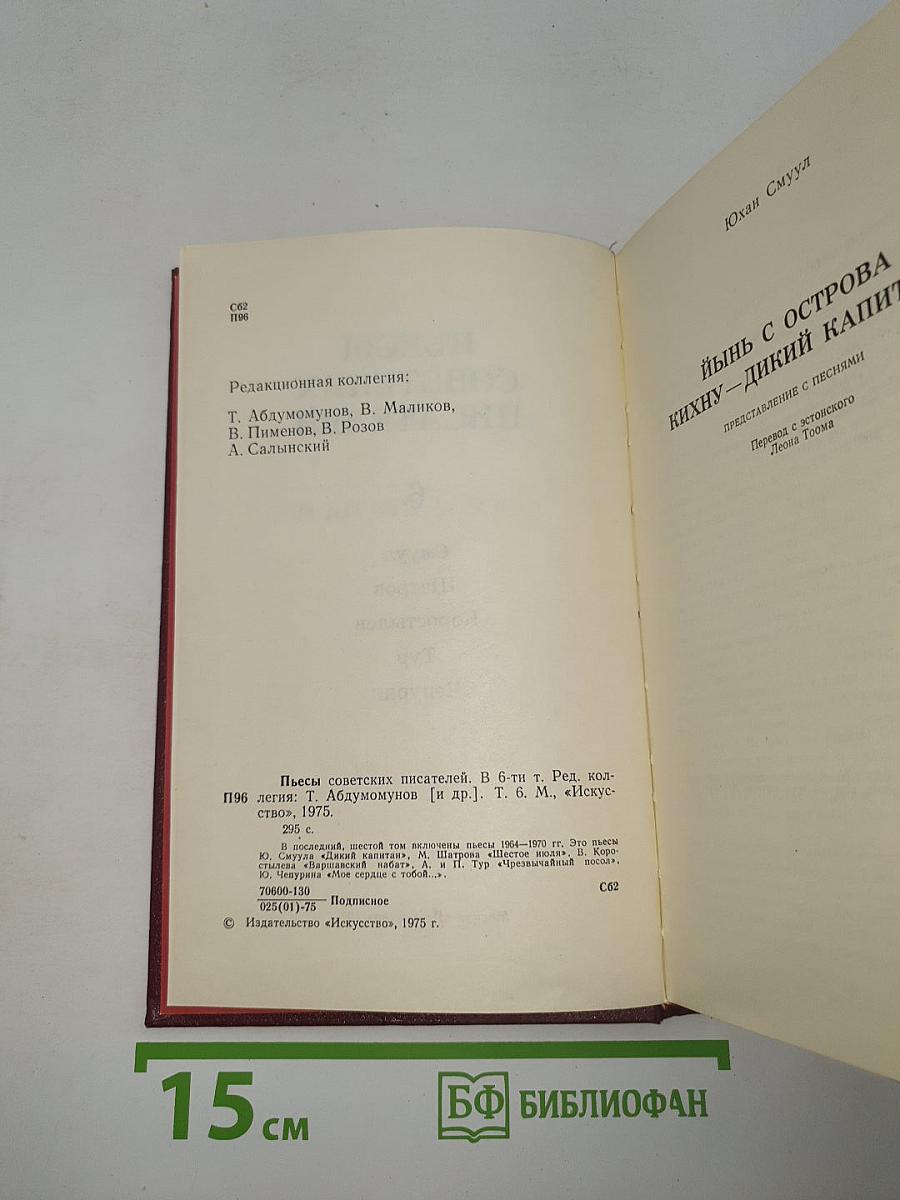 С62
П96
Редакционная коллегия:
Т. Абдумомунов, В. Маликов,
В. Пименов, В. Розов
А. Салынский
Пьесы советских писателей. В 6-ти т. Ред. кол-
П96 легия: Т. Абдумомунов [и др.]. Т. 6. М., «Искус-
ство», 1975.
295 с.
В последний, шестой том включены пьесы 1964—1970 гг. Это пьесы
Ю. Смуула «Дикий капитан», М. Шатрова «Шестое июля», В. Коро-
стылева «Варшавский набат», А. и П. Тур «Чрезвычайный посол»,
Ю. Чепурина «Мое сердце с тобой...».
70600-130
025(01)-75
Подписное
С62
© Издательство «Искусство», 1975 г.
Юхан Смуул
ЙЫНЬ С ОСТРОВА
КИХНУ—ДИКИЙ КАПИТ
ПРЕДСТАВЛЕНИЕ С ПЕСНЯМИ
Перевод с эстонского
Леона Тоома
15 см
БФ БИБЛИОФАН